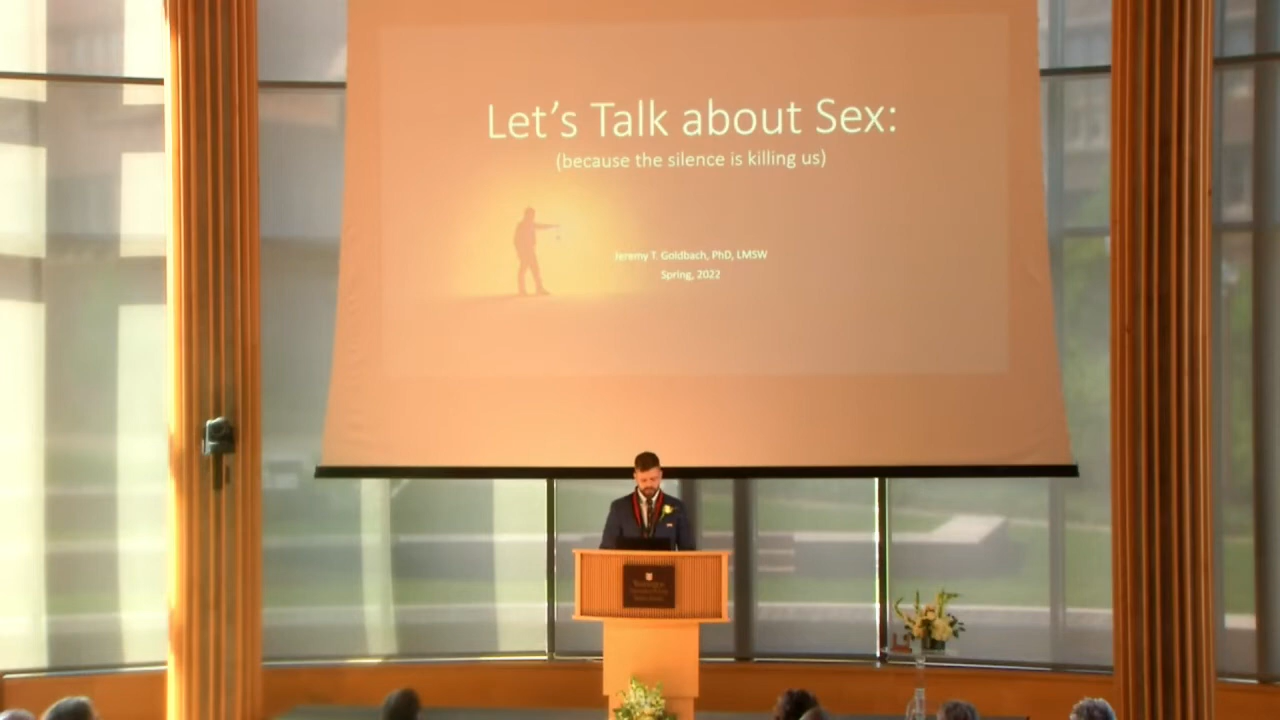 Let's Talk about Sex:
(because the silence is killing us)
Jeremy T. Goldbach, PhD, LMSW
Spring, 2022